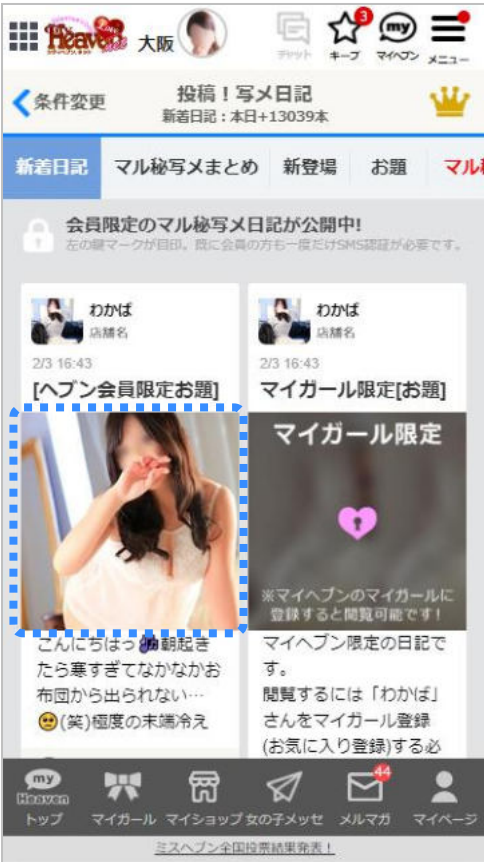 Heaven
大阪
チャット
3
キープ
my
マイヘブン
メニュー
条件変更
投稿！写メ日記
新着日記：本日+13039本
新着日記
マル秘写メまとめ
新登場
お題
マル
会員限定のマル秘写メ日記が公開中!
左の鍵マークが目印。既に会員の方も一度だけSMS認証が必要です。
わかば
店舗名
2/3 16:43
[ヘブン会員限定お題]
こんにちはっ 朝起き
たら寒すぎてなかなかお
布団から出られない…
🥺(笑)極度の末端冷え
わかば
店舗名
2/3 16:43
マイガール限定[お題]
マイガール限定
※マイヘブンのマイガールに
登録すると閲覧可能です!
マイヘブン限定の日記で
す。
閲覧するには「わかば」
さんをマイガール登録
(お気に入り登録)する必
my
Heaven
トップ
マイガール
マイショップ
女の子メッセ
44
メルマガ
マイページ
ミスヘブン全国投票結果発表！